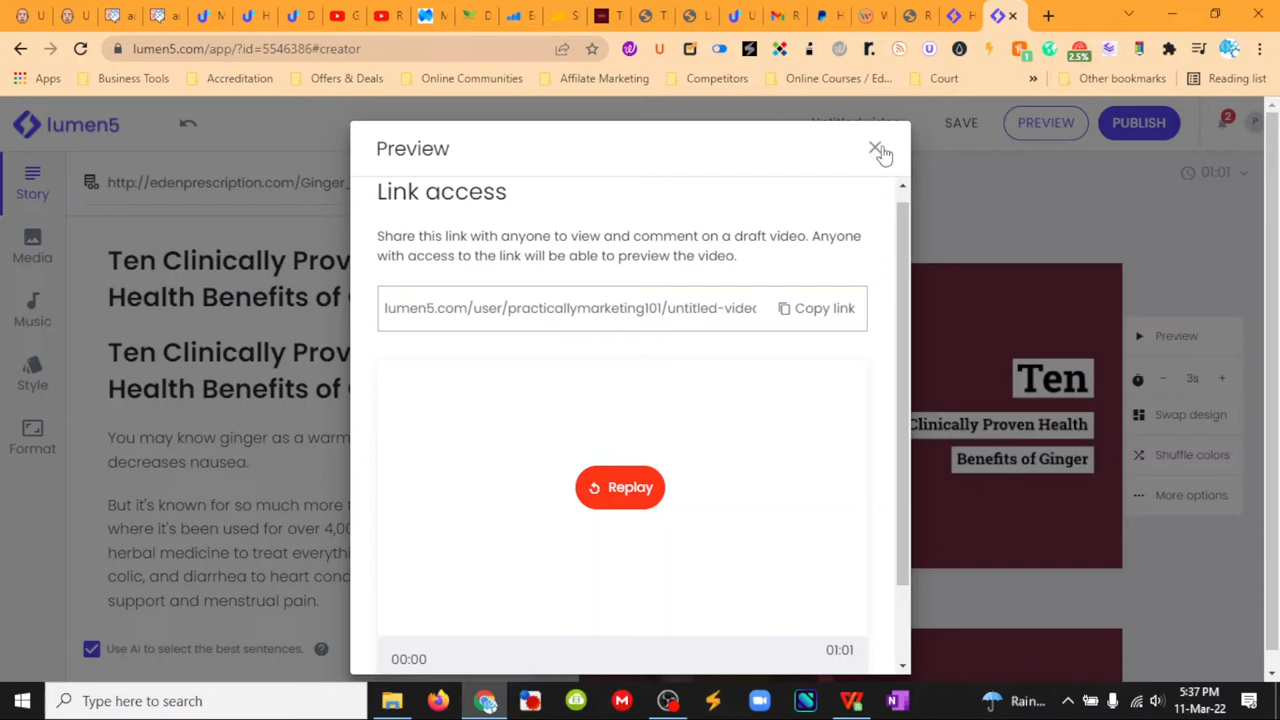 lumen5.com/app/?id=5546386#creator
2.5%
Apps
Business Tools
Accreditation
Offers & Deals
Online Communities
Affilate Marketing
Competitors
Online Courses / Ed...
Court
»
Other bookmarks
Reading list
lumen5
SAVE
PREVIEW
PUBLISH
2
P
Story
Media
Music
Style
Format
http://edenprescription.com/Ginger_
01:01
Ten Clinically Prov
Health Benefits of
Ten Clinically Prov
Health Benefits of
You may know ginger as a warm
decreases nausea.
But it's known for so much more
where it's been used for over 4,00
herbal medicine to treat everythi
colic, and diarrhea to heart cond
support and menstrual pain.
Use AI to select the best sentences.
Preview
Link access
Share this link with anyone to view and comment on a draft video. Anyone
with access to the link will be able to preview the video.
lumen5.com/user/practicallymarketing101/untitled-video
Copy link
Replay
00:00
01:01
Ten
Clinically Proven Health
Benefits of Ginger
Preview
3s
Swap design
Shuffle colors
More options
Type here to search
Rain...
5:37 PM
11-Mar-22